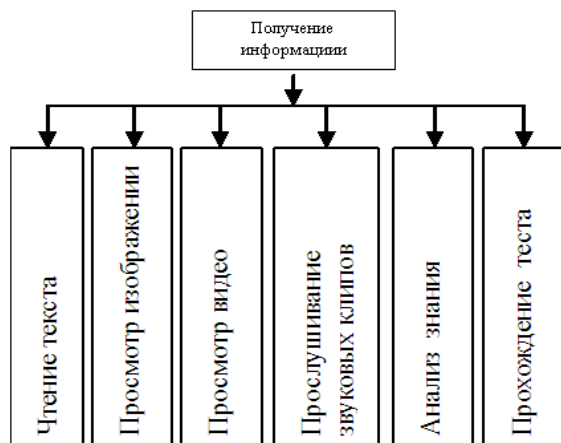 Получение
информациии
Чтение текста
Просмотр изображении
Просмотр видео
Прослушивание
звуковых клипов
Анализ знания
Прохождение теста